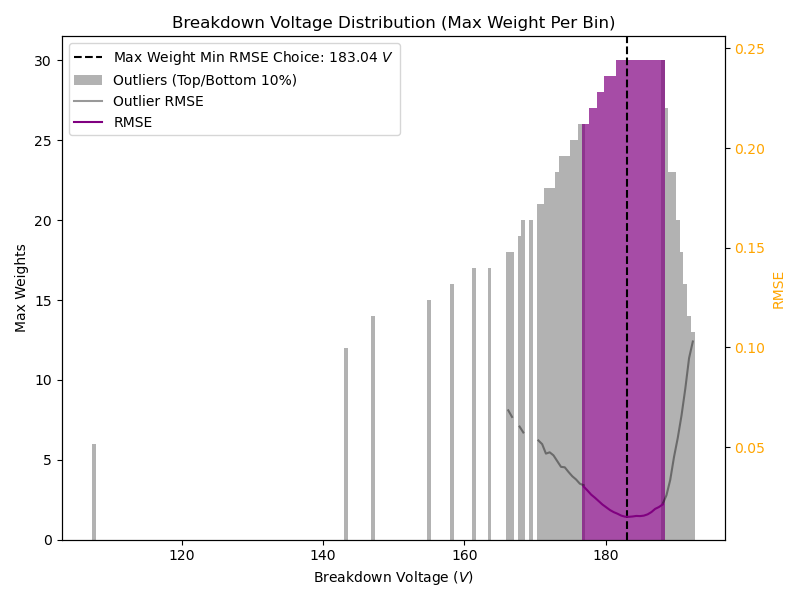 Breakdown Voltage Distribution (Max Weight Per Bin)
Max Weight Min RMSE Choice: 183.04 V
Outliers (Top/Bottom 10%)
Outlier RMSE
RMSE
Max Weights
30
25
20
15
10
5
0
120
140
160
180
Breakdown Voltage (V)
0.25
0.20
0.15
0.10
0.05
RMSE